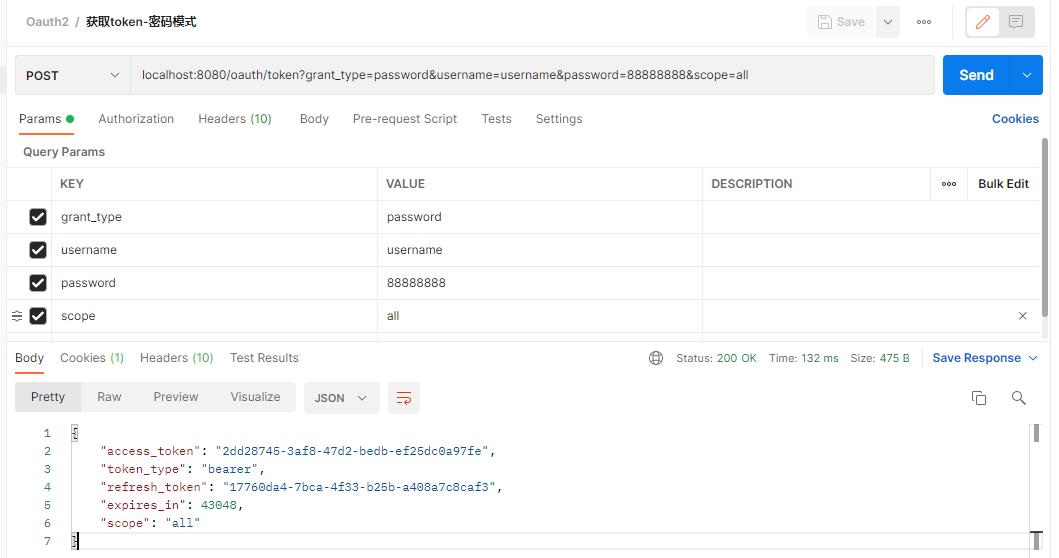 Oauth2 / 获取token-密码模式 Save
POST localhost:8080/oauth/token?grant_type=password&username=username&password=88888888&scope=all Send
Params Authorization Headers (10) Body Pre-request Script Tests Settings Cookies
Query Params
KEY VALUE DESCRIPTION Bulk Edit
grant_type password
username username
password 88888888
scope all
Body Cookies (1) Headers (10) Test Results Status: 200 OK Time: 132 ms Size: 475 B Save Response
Pretty Raw Preview Visualize JSON
1 {
2 "access_token": "2dd28745-3af8-47d2-bedb-ef25dc0a97fe",
3 "token_type": "bearer",
4 "refresh_token": "17760da4-7bca-4f33-b25b-a408a7c8caf3",
5 "expires_in": 43048,
6 "scope": "all"
7 }